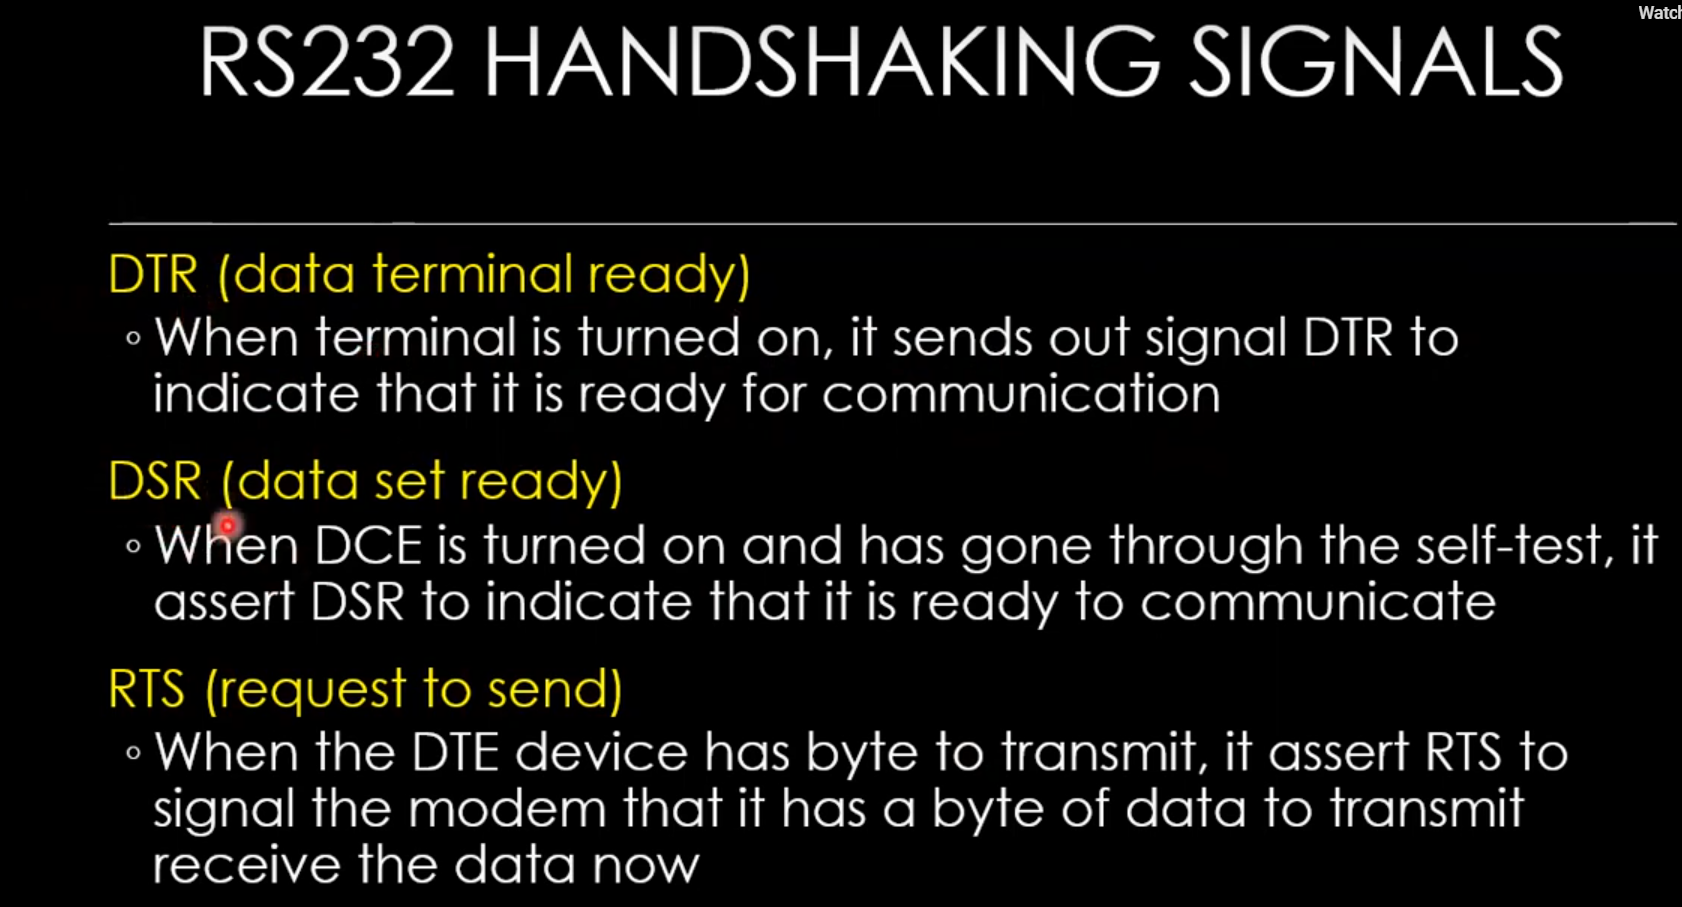 Watch
RS232 HANDSHAKING SIGNALS
DTR (data terminal ready)
◦ When terminal is turned on, it sends out signal DTR to
indicate that it is ready for communication
DSR (data set ready)
◦ When DCE is turned on and has gone through the self-test, it
assert DSR to indicate that it is ready to communicate
RTS (request to send)
◦ When the DTE device has byte to transmit, it assert RTS to
signal the modem that it has a byte of data to transmit
receive the data now